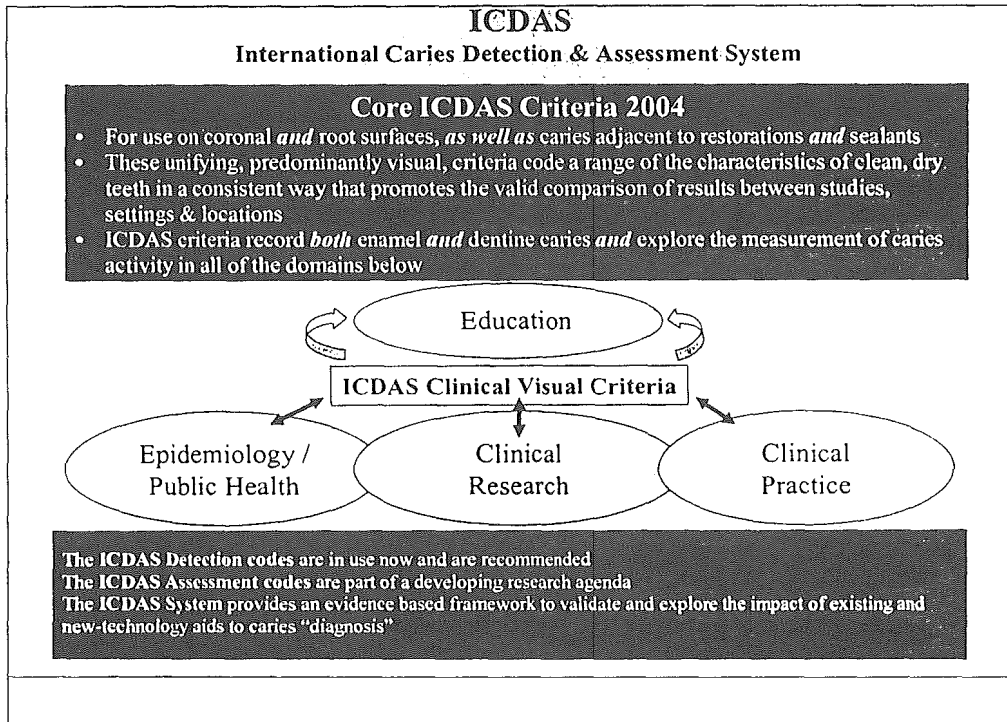 ICDAS
International Caries Detection & Assessment System
Core ICDAS Criteria 2004
• For use on coronal and root surfaces, as well as caries adjacent to restorations and sealants
• These unifying, predominantly visual, criteria code a range of the characteristics of clean, dry
teeth in a consistent way that promotes the valid comparison of results between studies,
settings & locations
• ICDAS criteria record both enamel and dentine caries and explore the measurement of caries
activity in all of the domains below
Education
ICDAS Clinical Visual Criteria
Epidemiology /
Public Health
Clinical
Research
Clinical
Practice
The ICDAS Detection codes are in use now and are recommended
The ICDAS Assessment codes are part of a developing research agenda
The ICDAS System provides an evidence based framework to validate and explore the impact of existing and
new-technology aids to caries “diagnosis”